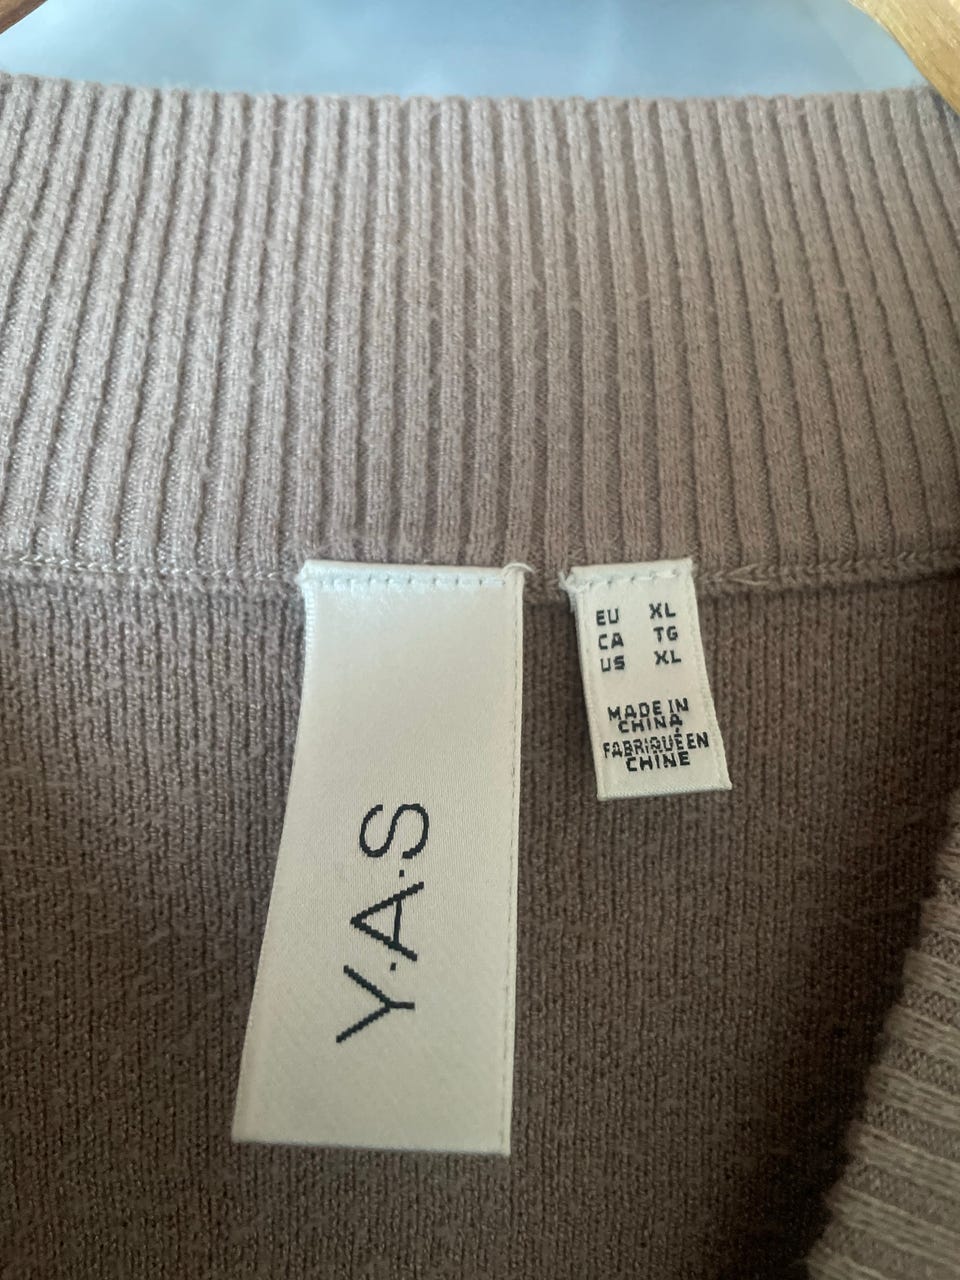 Y.A.S
EU XL
CA TG
US XL
MADE IN
CHINA
FABRIQUÉ EN
CHINE